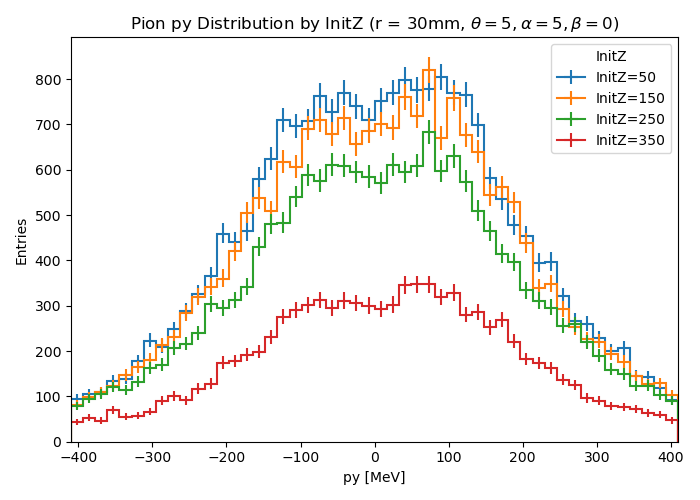 Pion py Distribution by InitZ (r = 30mm, θ = 5, α = 5, β = 0)
InitZ
InitZ=50
InitZ=150
InitZ=250
InitZ=350
Entries
800
700
600
500
400
300
200
100
0
−400 −300 −200 −100 0 100 200 300 400
py [MeV]